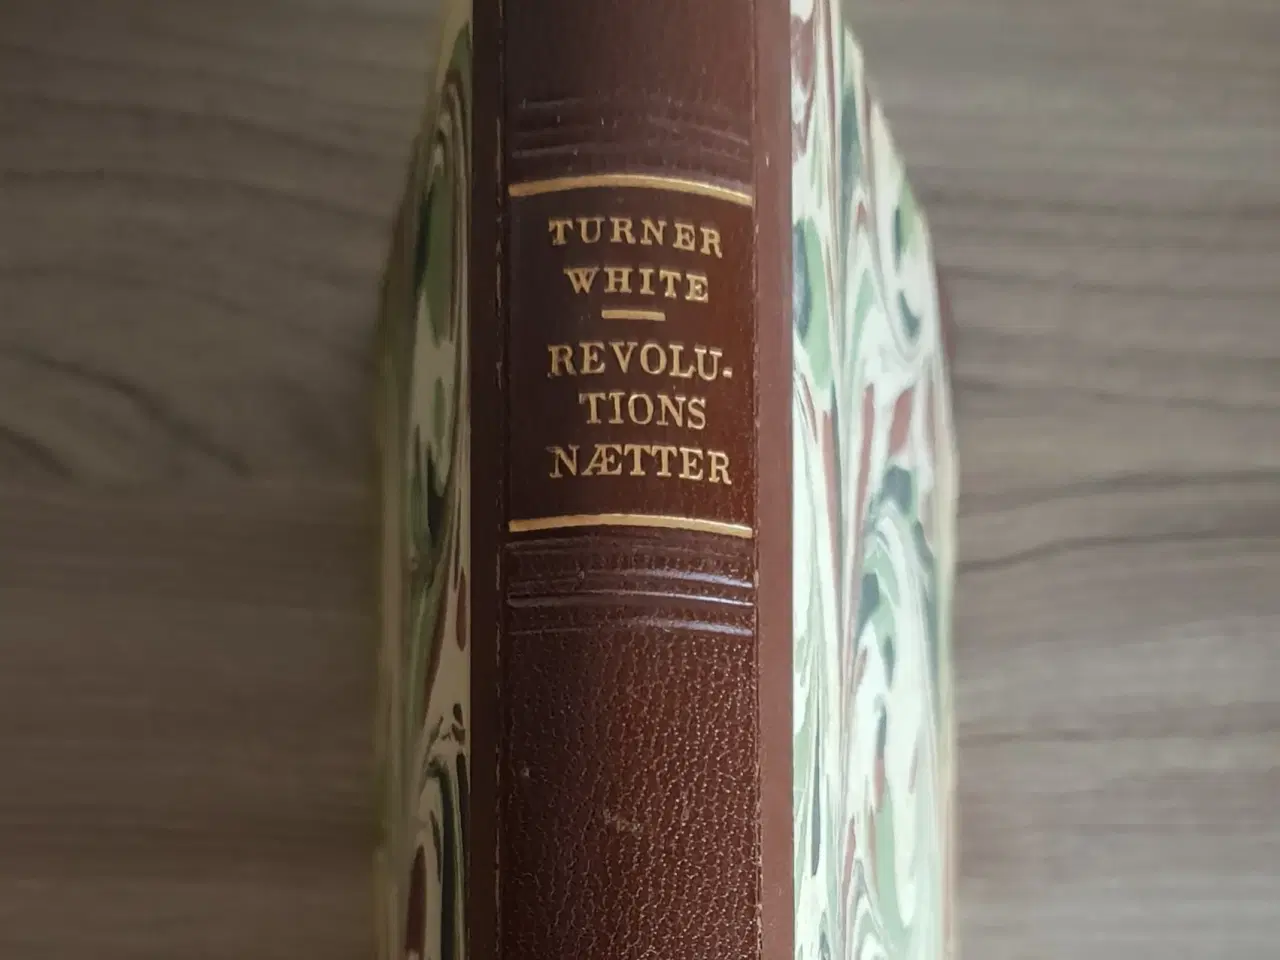 TURNER
WHITE
REVOLU-
TIONS
NÆTTER